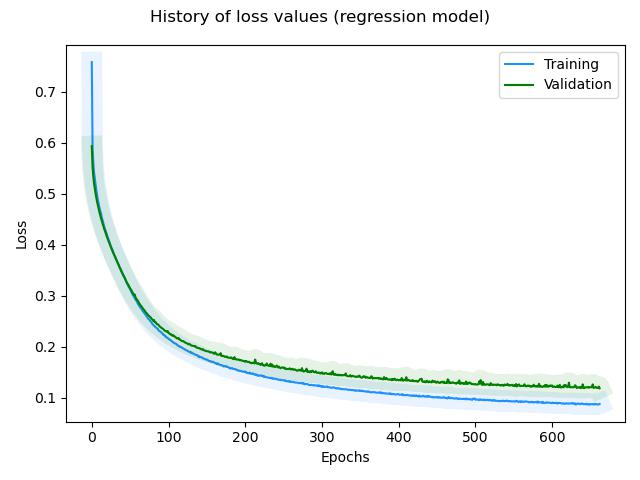 History of loss values (regression model)
Training
Validation
0.7
0.6
0.5
0.4
0.3
0.2
0.1
Loss
0 100 200 300 400 500 600
Epochs